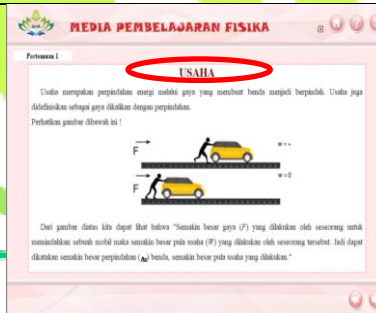 MEDIA PEMBELAJARAN FISIKA
Pertemuan 1
USAHA
Usaha merupakan perpindahan energi melalui gaya yang membuat benda menjadi berpindah. Usaha juga
didefinisikan sebagai gaya dikalikan dengan perpindahan.
Perhatikan gambar dibawah ini !
F
w = +
F
w = 0
Dari gambar diatas kita dapat lihat bahwa "Semakin besar gaya (F) yang dilakukan oleh seseorang untuk
memindahkan sebuah mobil maka semakin besar pula usaha (W) yang dilakukan oleh seseorang tersebut. Jadi dapat
dikatakan semakin besar perpindahan (Δx) benda, semakin besar pula usaha yang dilakukan."